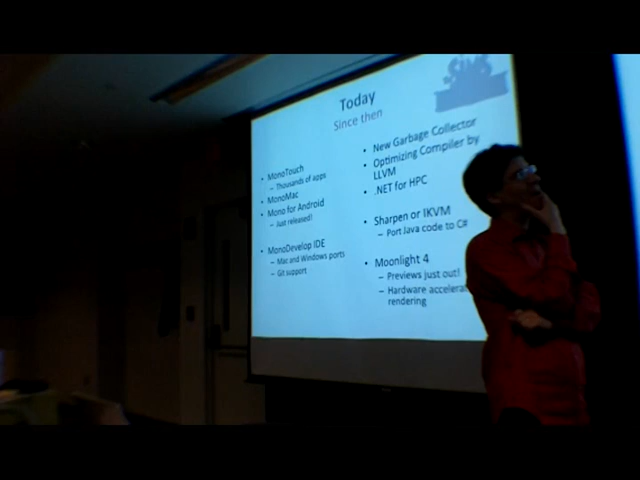 Today
Since then
• MonoTouch
– Thousands of apps
• MonoMac
• Mono for Android
– Just released!
• MonoDevelop IDE
– Mac and Windows ports
– Git support
• New Garbage Collector
• Optimizing Compiler by
LLVM
• .NET for HPC
• Sharpen or IKVM
– Port Java code to C#
• Moonlight 4
– Previews just out!
– Hardware accelera
rendering